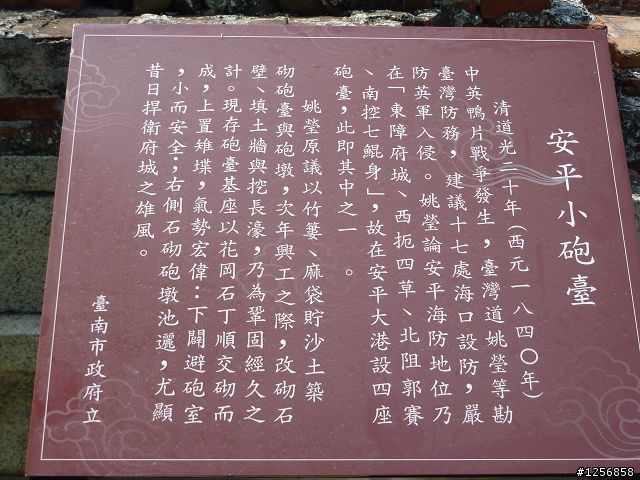 安平小砲臺
清道光二十年（西元一八四〇年）
中英鴨片戰爭發生，臺灣道姚瑩等勘
臺灣防務，建議十七處海口設防，嚴
防英軍入侵。姚瑩論安平海防地位乃
在「東障府城、西扼四草、北阻郭賽
、南控七鯤身」，故在安平大港設四座
砲臺，此即其中之一。
姚瑩原議以竹簍、麻袋貯沙土築
砌砲臺與砲墩，次年興工之際，改砌石
壁、填土牆與挖長濠，乃為鞏固經久之
計。現存砲臺基座以花岡石丁順交砌而
成，上置雉堞，氣勢宏偉：下闢避砲室
，小而安全；右側石砌砲墩池邐，尤顯
昔日捍衛府城之雄風。
臺南市政府立
#1256858